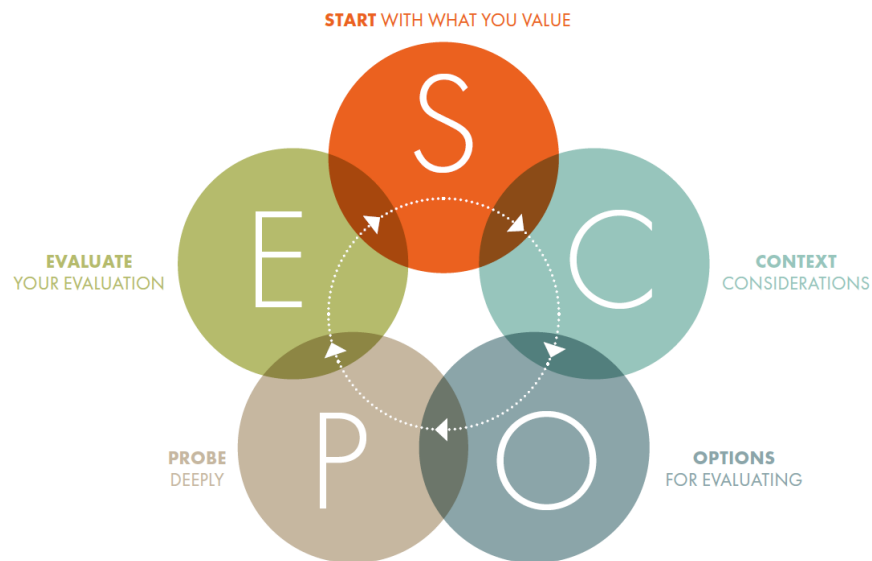 START WITH WHAT YOU VALUE
S
C
CONTEXT
CONSIDERATIONS
O
OPTIONS
FOR EVALUATING
P
PROBE
DEEPLY
E
EVALUATE
YOUR EVALUATION